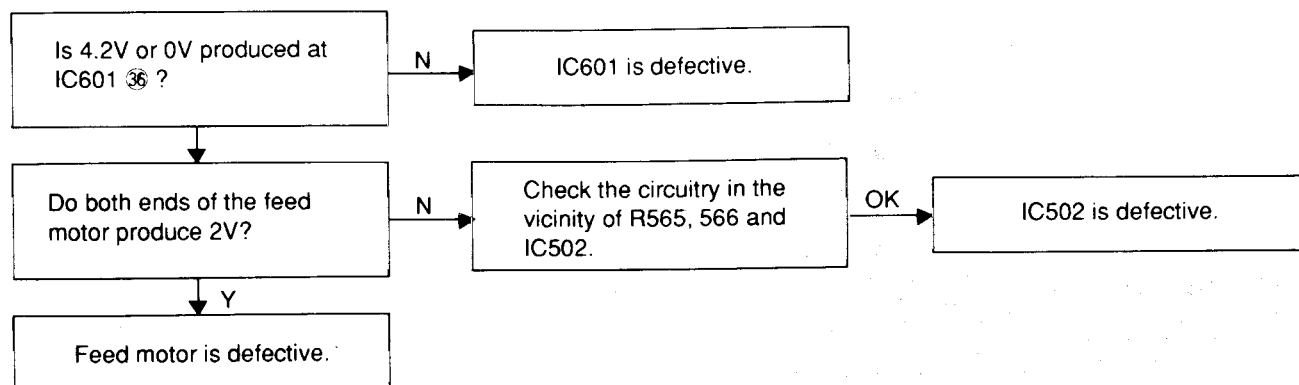 Is 4.2V or 0V produced at
IC601 ㊱ ?
N
IC601 is defective.
Do both ends of the feed
motor produce 2V?
N
Check the circuitry in the
vicinity of R565, 566 and
IC502.
OK
IC502 is defective.
Y
Feed motor is defective.